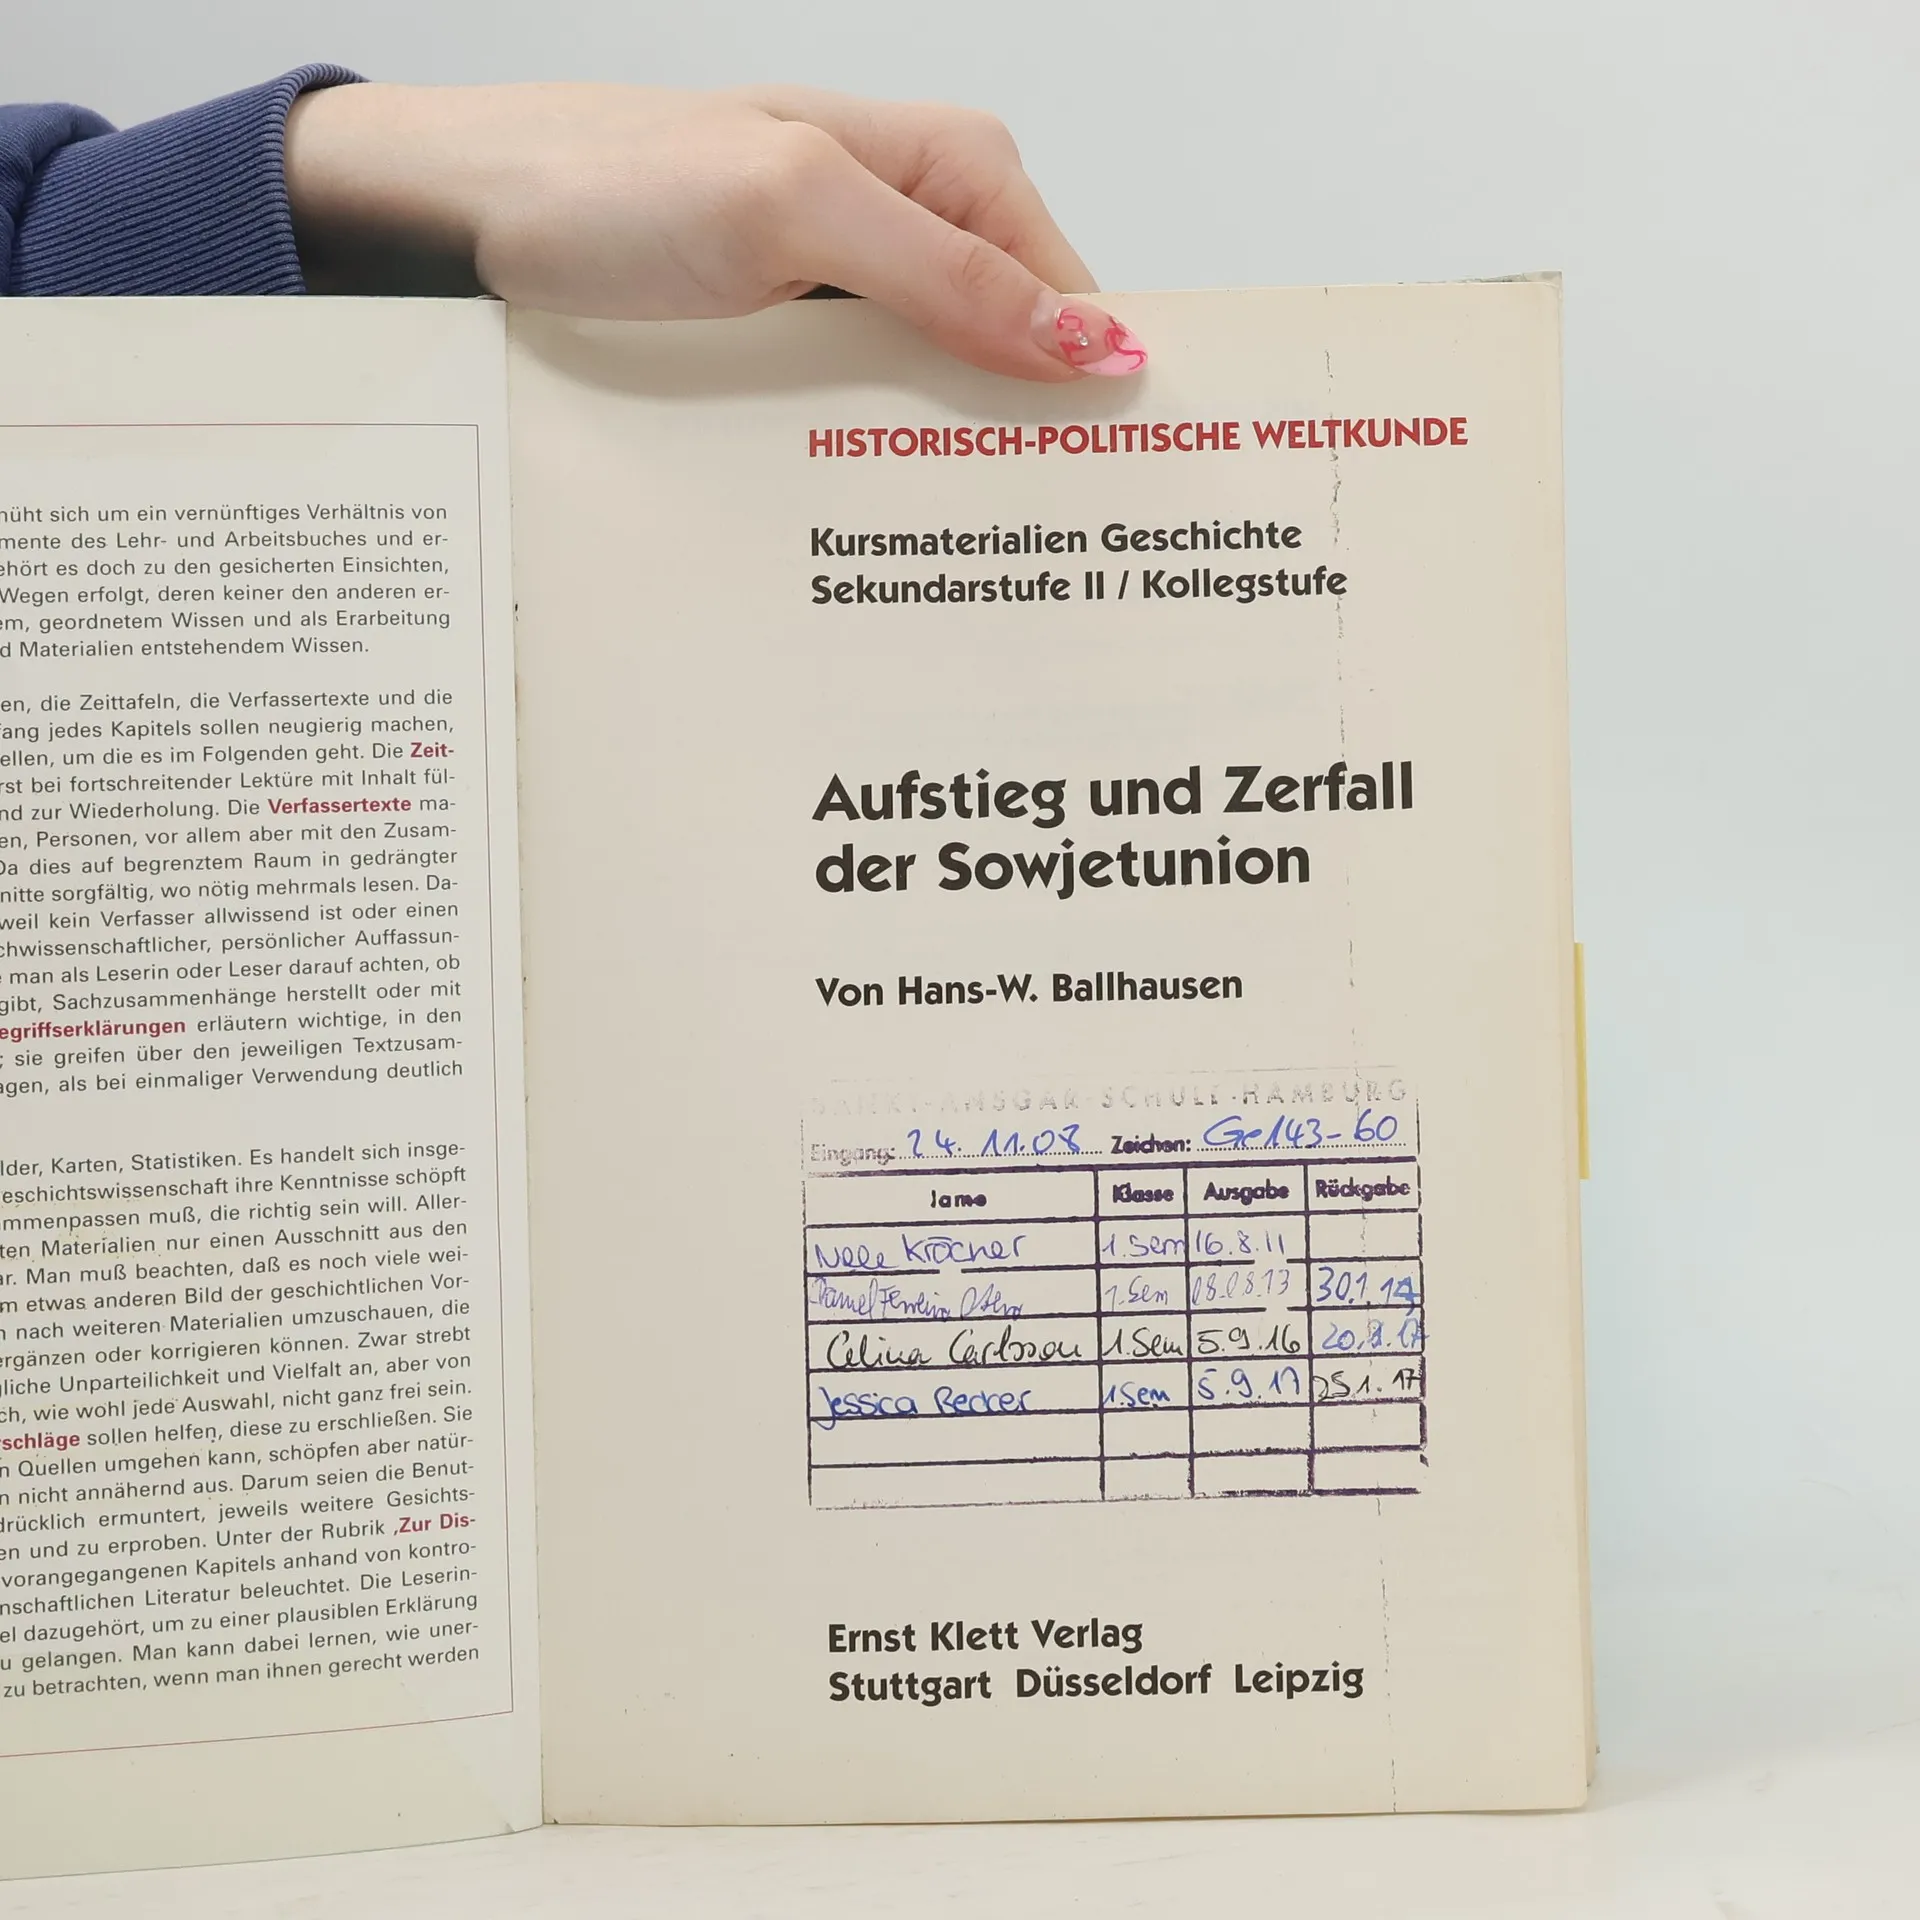 nüht sich um ein vernünftiges Verhältnis von
mente des Lehr- und Arbeitsbuches und er-
ehört es doch zu den gesicherten Einsichten,
Wegen erfolgt, deren keiner den anderen er-
em, geordnetem Wissen und als Erarbeitung
d Materialien entstehendem Wissen.
en, die Zeittafeln, die Verfassertexte und die
fang jedes Kapitels sollen neugierig machen,
ellen, um die es im Folgenden geht. Die Zeit-
rst bei fortschreitender Lektüre mit Inhalt fül-
nd zur Wiederholung. Die Verfassertexte ma-
en, Personen, vor allem aber mit den Zusam-
Da dies auf begrenztem Raum in gedrängter
nitte sorgfältig, wo nötig mehrmals lesen. Da-
weil kein Verfasser allwissend ist oder einen
chwissenschaftlicher, persönlicher Auffassun-
man als Leserin oder Leser darauf achten, ob
gibt, Sachzusammenhänge herstellt oder mit
egriffserklärungen erläutern wichtige, in den
; sie greifen über den jeweiligen Textzusam-
agen, als bei einmaliger Verwendung deutlich
lder, Karten, Statistiken. Es handelt sich insge-
eschichtswissenschaft ihre Kenntnisse schöpft
ammenpassen muß, die richtig sein will. Aller-
ten Materialien nur einen Ausschnitt aus den
ar. Man muß beachten, daß es noch viele wei-
m etwas anderen Bild der geschichtlichen Vor-
h nach weiteren Materialien umzuschauen, die
ergänzen oder korrigieren können. Zwar strebt
gliche Unparteilichkeit und Vielfalt an, aber von
ch, wie wohl jede Auswahl, nicht ganz frei sein.
rschläge sollen helfen, diese zu erschließen. Sie
n Quellen umgehen kann, schöpfen aber natür-
n nicht annähernd aus. Darum seien die Benut-
drücklich ermuntert, jeweils weitere Gesichts-
en und zu erproben. Unter der Rubrik ‚Zur Dis-
vorangegangenen Kapitels anhand von kontro-
nschaftlichen Literatur beleuchtet. Die Leserin-
el dazugehört, um zu einer plausiblen Erklärung
u gelangen. Man kann dabei lernen, wie uner-
zu betrachten, wenn man ihnen gerecht werden
HISTORISCH-POLITISCHE WELTKUNDE
Kursmaterialien Geschichte
Sekundarstufe II / Kollegstufe
Aufstieg und Zerfall
der Sowjetunion
Von Hans-W. Ballhausen
SANKT-ANSGAR-SCHULE-HAMBURG
Eingang: 24.11.08 Zeichen: Ge143-60
Name Klasse Ausgabe Rückgabe
Nele Kröcher 1.Sem 16.8.11
1.Sem 08.08.13 30.1.14
Celina Carlsson 1.Sem 5.9.16
Jessica Becker 1.Sem 5.9.17 25.1.17
Ernst Klett Verlag
Stuttgart Düsseldorf Leipzig